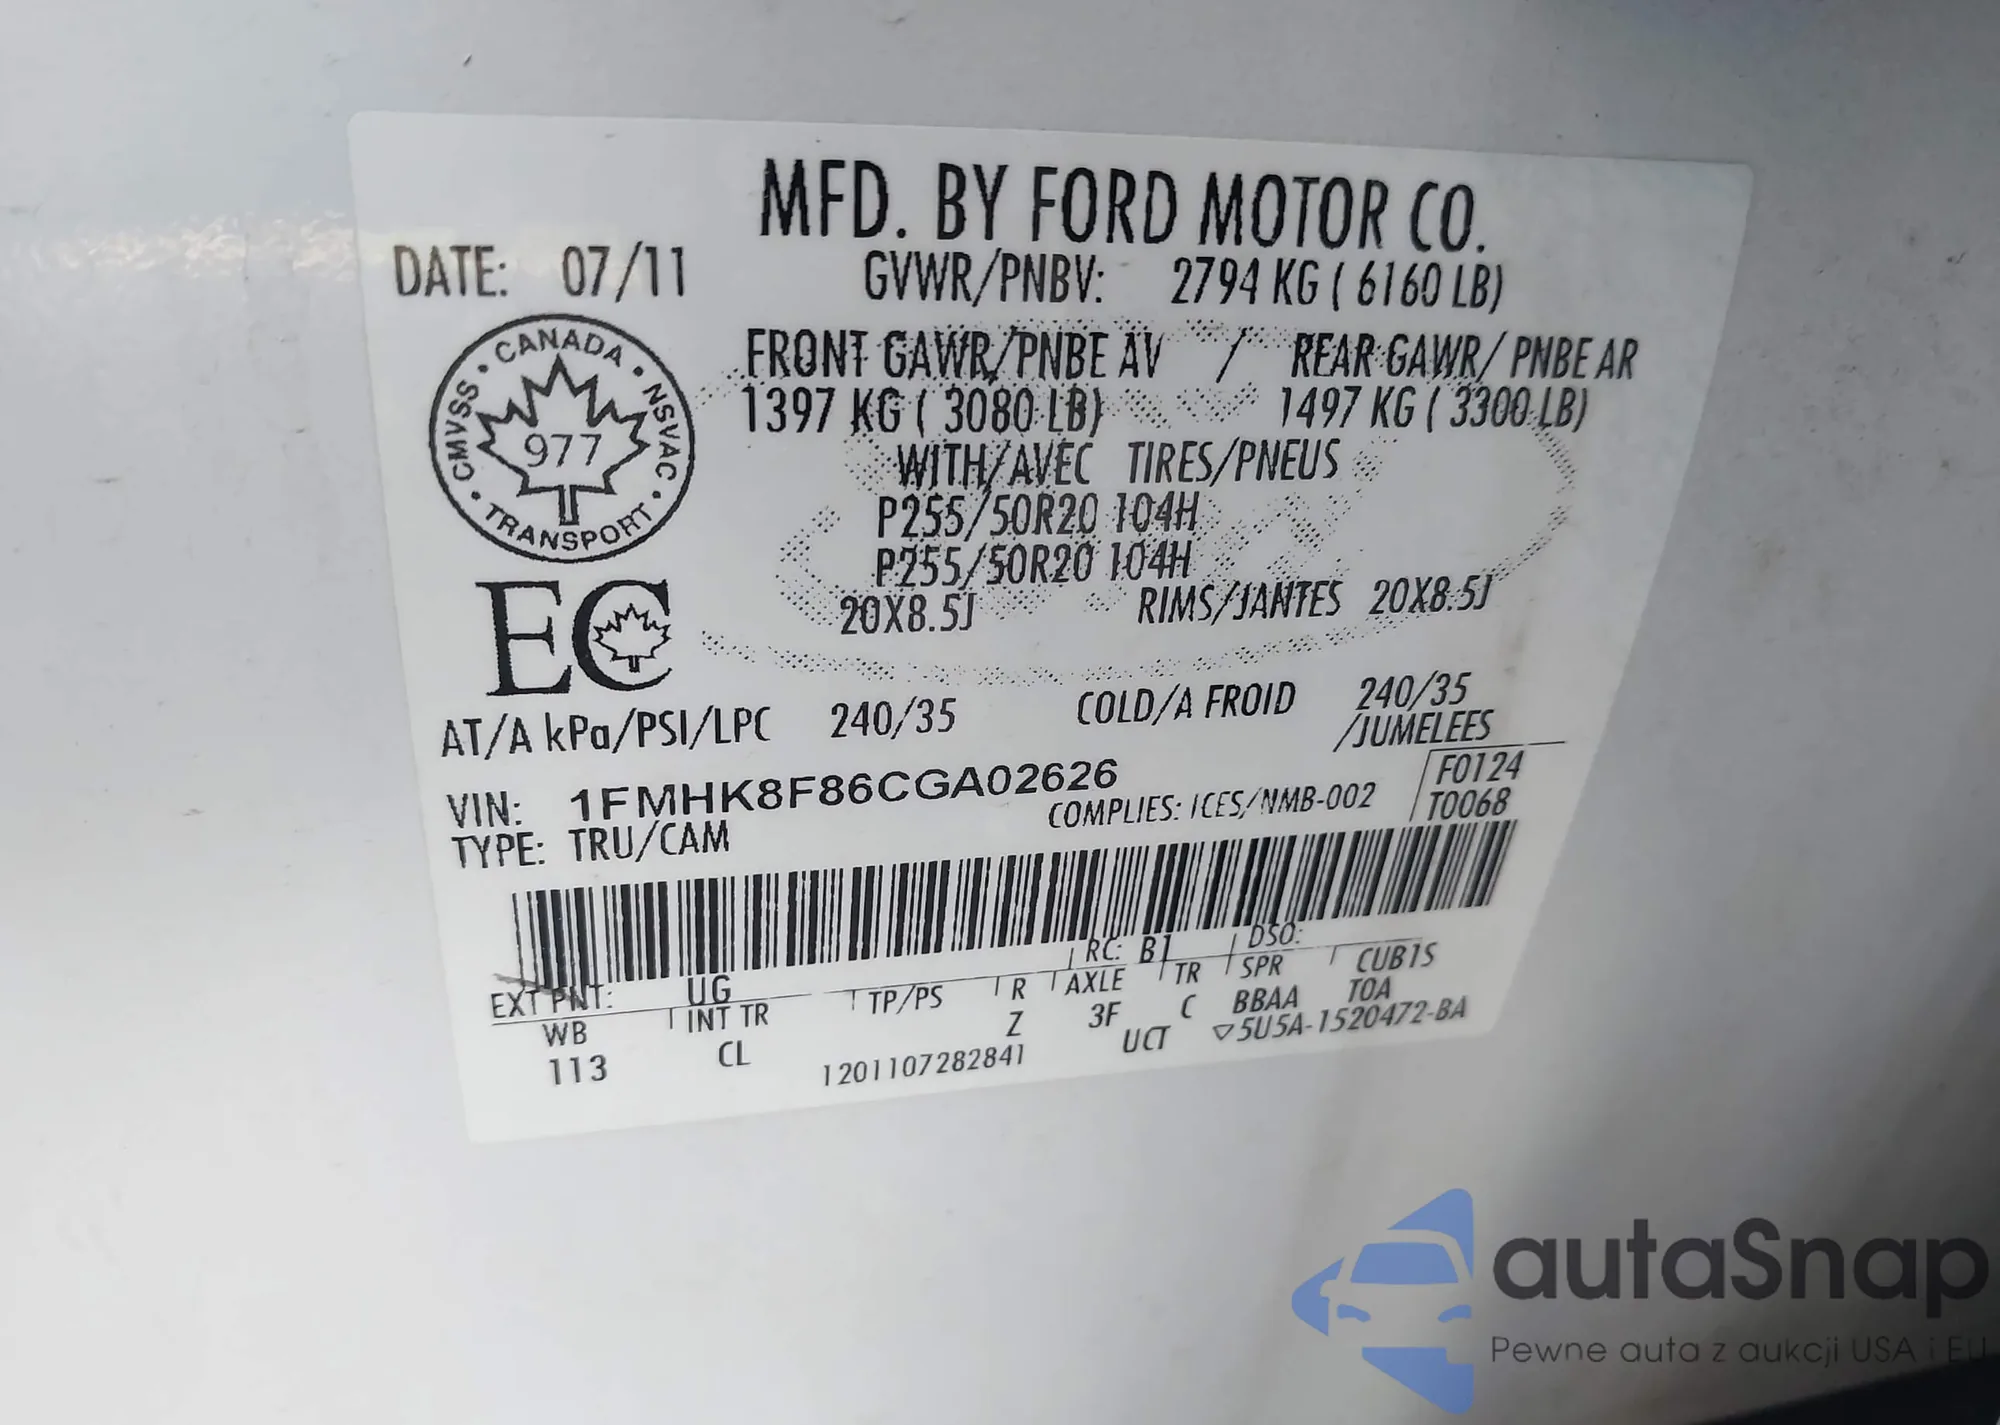 MFD. BY FORD MOTOR CO.
DATE: 07/11 GVWR/PNBV: 2794 KG ( 6160 LB)
FRONT GAWR/PNBE AV / REAR GAWR/ PNBE AR
1397 KG ( 3080 LB) 1497 KG ( 3300 LB)
WITH/AVEC TIRES/PNEUS
P255/50R20 104H
P255/50R20 104H
20X8.5J RIMS/JANTES 20X8.5J
CANADA · NSVAC · TRANSPORT · CMVSS ·
977
EC
AT/A kPa/PSI/LPC 240/35 COLD/A FROID 240/35
/JUMELEES
VIN: 1FMHK8F86CGA02626 F0124
TYPE: TRU/CAM COMPLIES: ICES/NMB-002 T0068
EXT PNT: UG RC: B1 DSO:
WB INT TR TP/PS R AXLE TR SPR CUB1S
113 CL Z 3F C BBAA T0A
1201107282841 UCT ▽5U5A-1520472-BA
autaSnap
Pewne auta z aukcji USA i EU